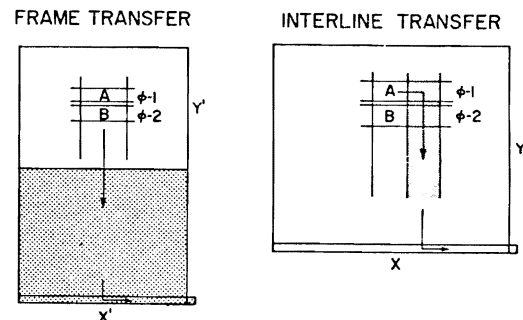 FRAME TRANSFER
A φ-1
B φ-2
Y'
X'
INTERLINE TRANSFER
A φ-1
B φ-2
Y
X